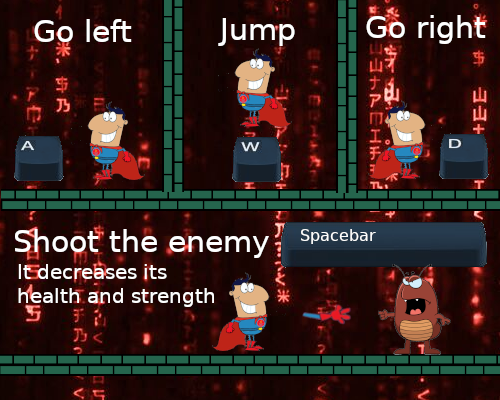 Go left
Jump
Go right
A
W
D
Shoot the enemy
Spacebar
It decreases its
health and strength